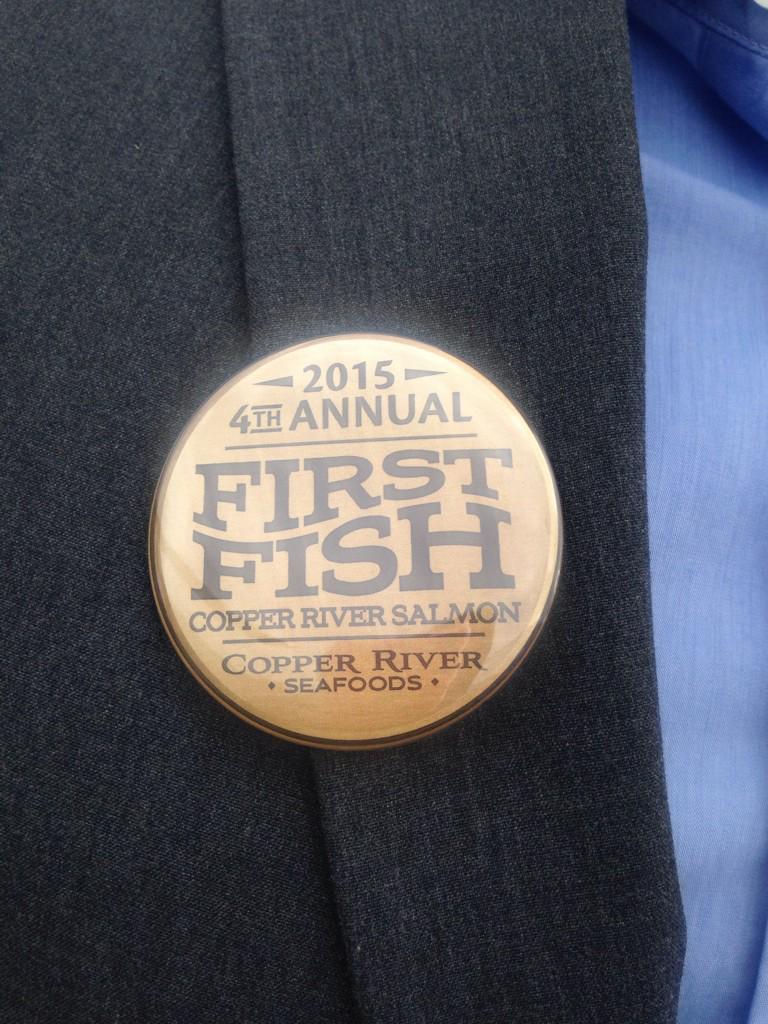 2015
4TH ANNUAL
FIRST
FISH
COPPER RIVER SALMON
COPPER RIVER
• SEAFOODS •